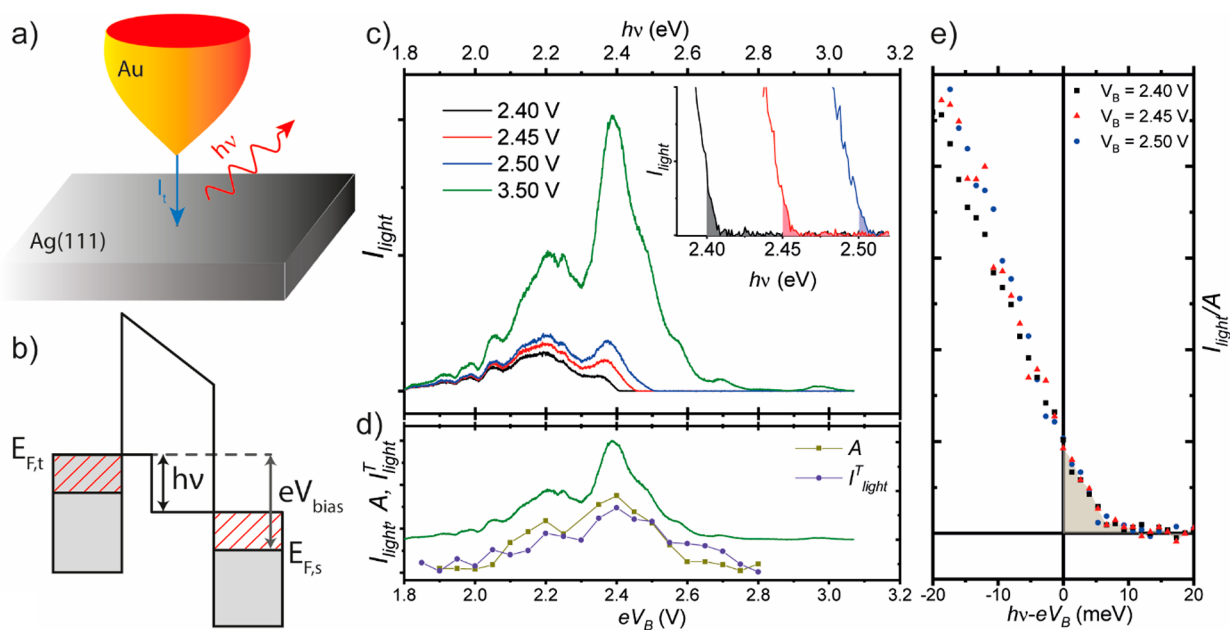 a)
Au
hν
I_t
Ag(111)
b)
E_F,t
hν
eV_bias
E_F,s
c)
hν (eV)
1.8 2.0 2.2 2.4 2.6 2.8 3.0 3.2
2.40 V
2.45 V
2.50 V
3.50 V
I_light
I_light
2.40 2.45 2.50
hν (eV)
d)
A
I^T_light
I_light, A, I^T_light
1.8 2.0 2.2 2.4 2.6 2.8 3.0 3.2
eV_B (V)
e)
V_B = 2.40 V
V_B = 2.45 V
V_B = 2.50 V
I_light/A
-20 -10 0 10 20
hν-eV_B (meV)